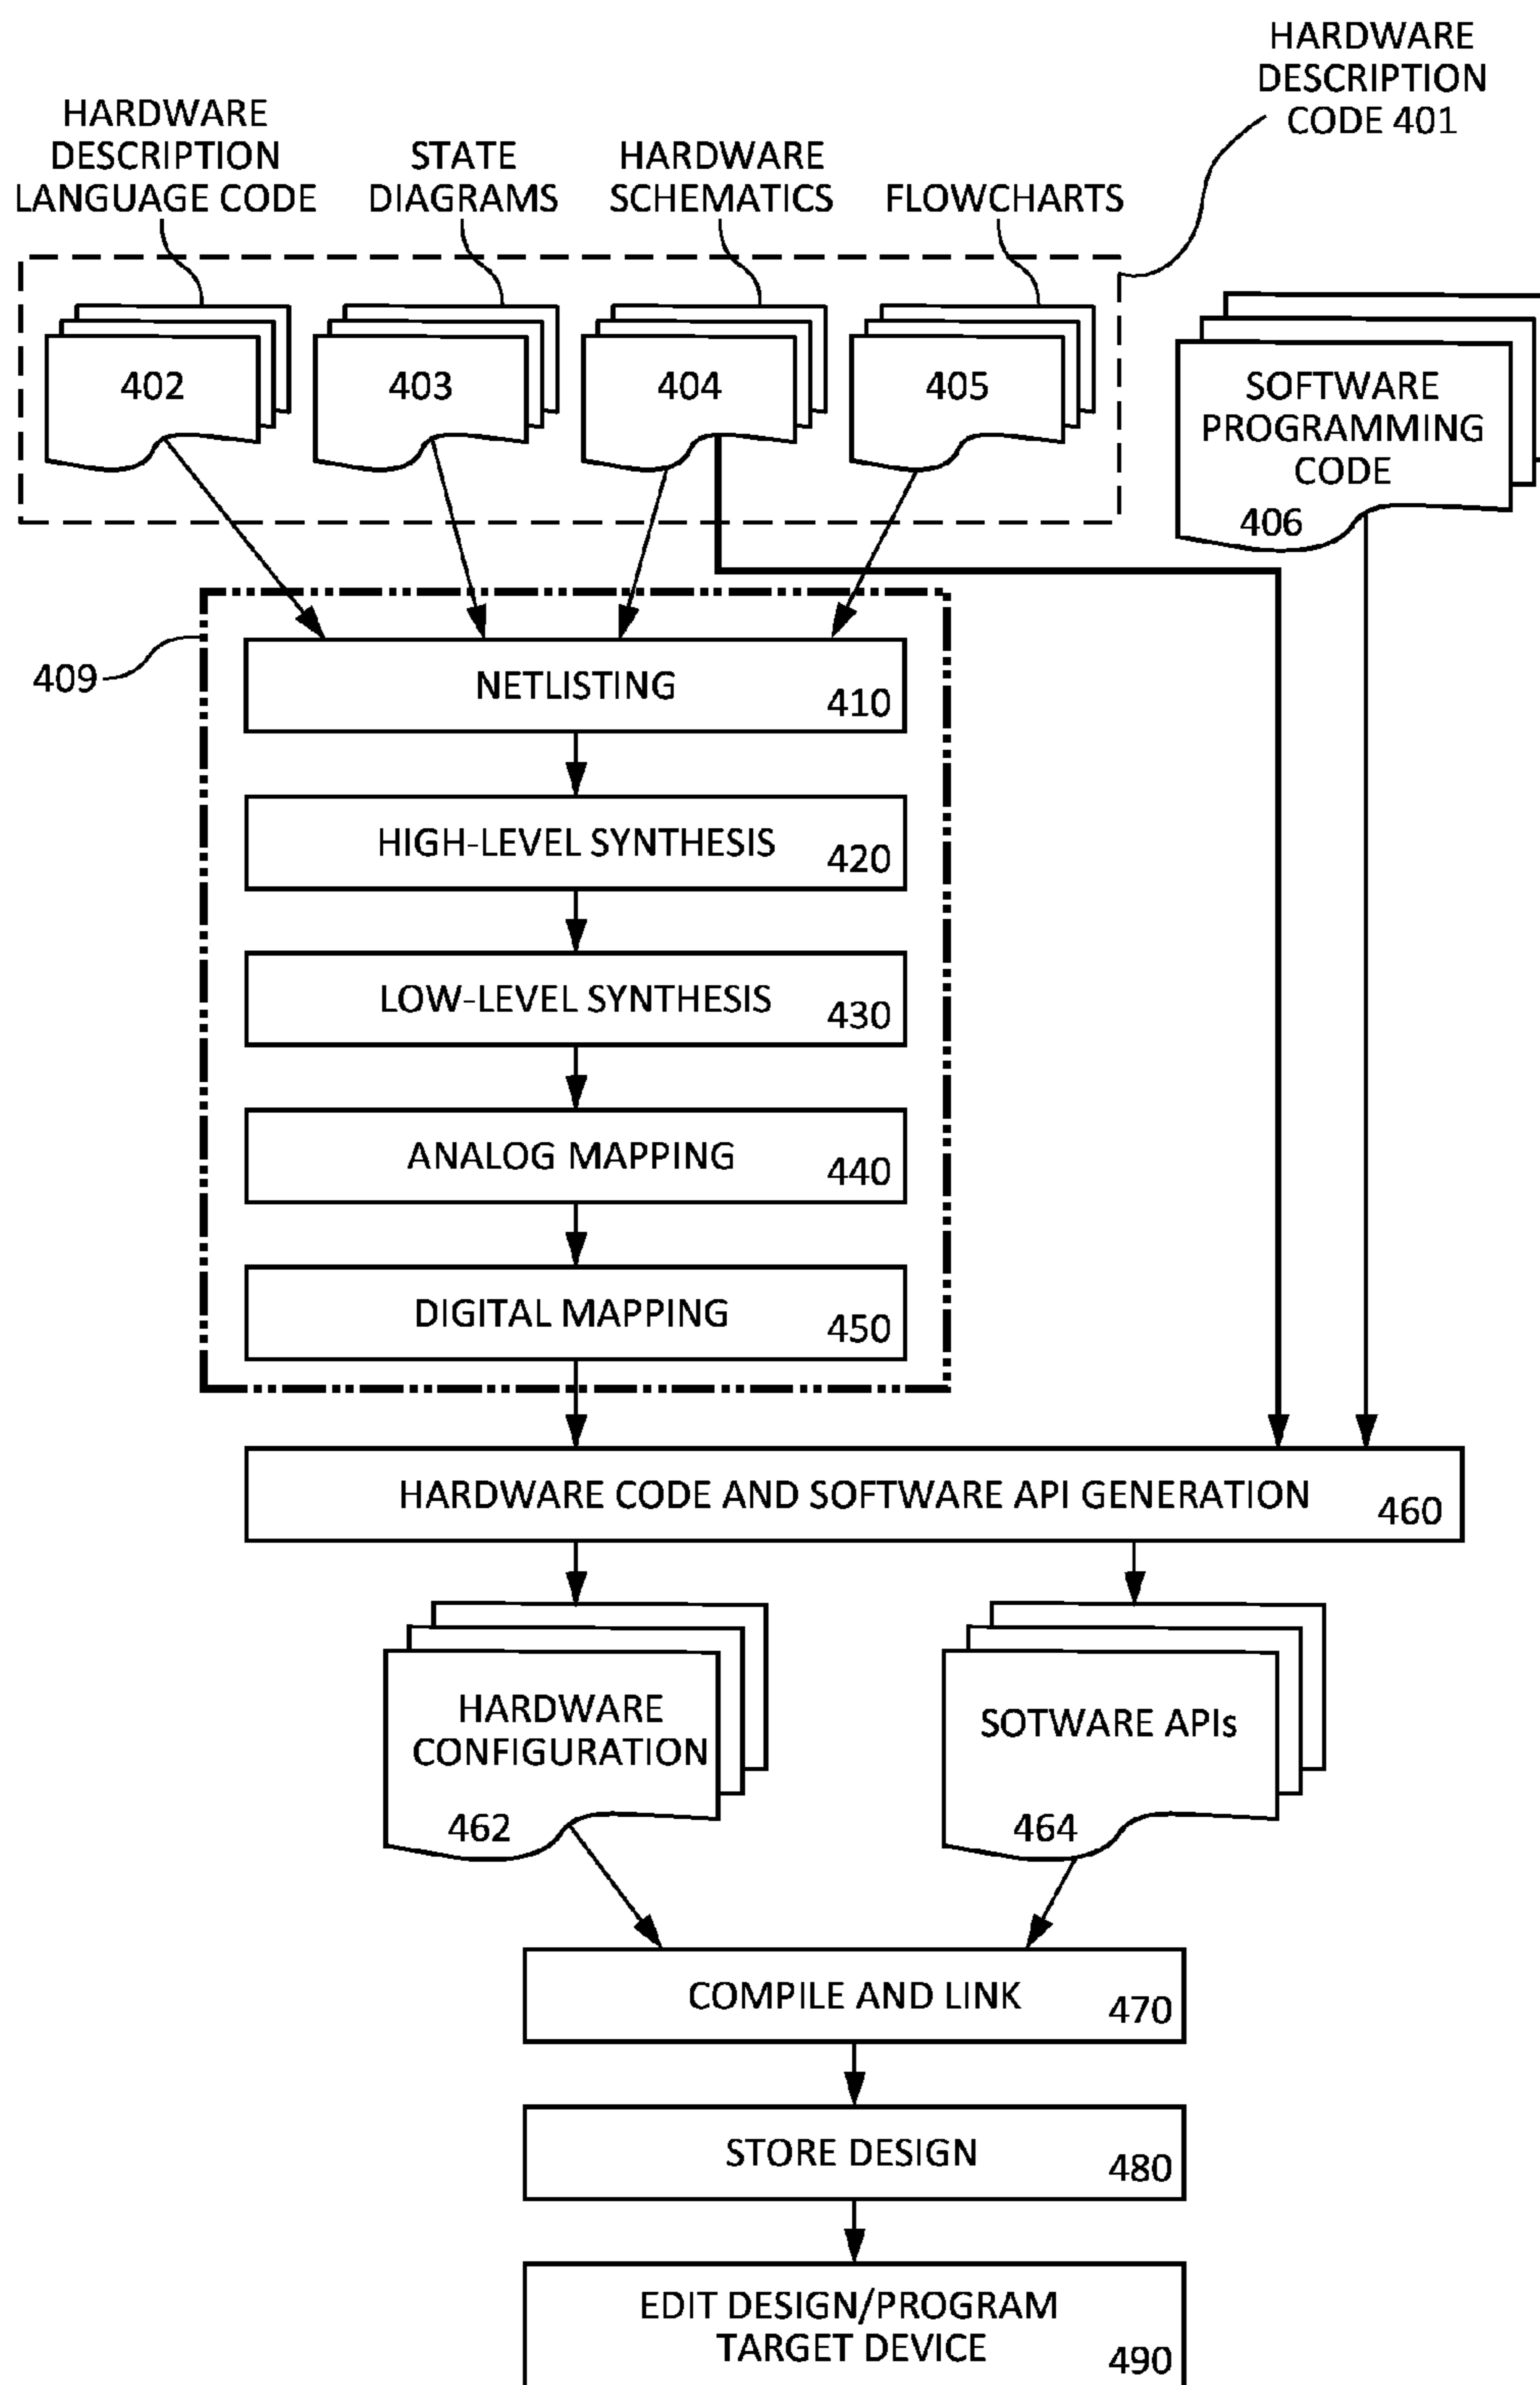 HARDWARE
DESCRIPTION
CODE 401
HARDWARE
DESCRIPTION
LANGUAGE CODE
STATE
DIAGRAMS
HARDWARE
SCHEMATICS
FLOWCHARTS
402
403
404
405
SOFTWARE
PROGRAMMING
CODE
406
409
NETLISTING
410
HIGH-LEVEL SYNTHESIS
420
LOW-LEVEL SYNTHESIS
430
ANALOG MAPPING
440
DIGITAL MAPPING
450
HARDWARE CODE AND SOFTWARE API GENERATION
460
HARDWARE
CONFIGURATION
462
SOTWARE APIs
464
COMPILE AND LINK
470
STORE DESIGN
480
EDIT DESIGN/PROGRAM
TARGET DEVICE
490